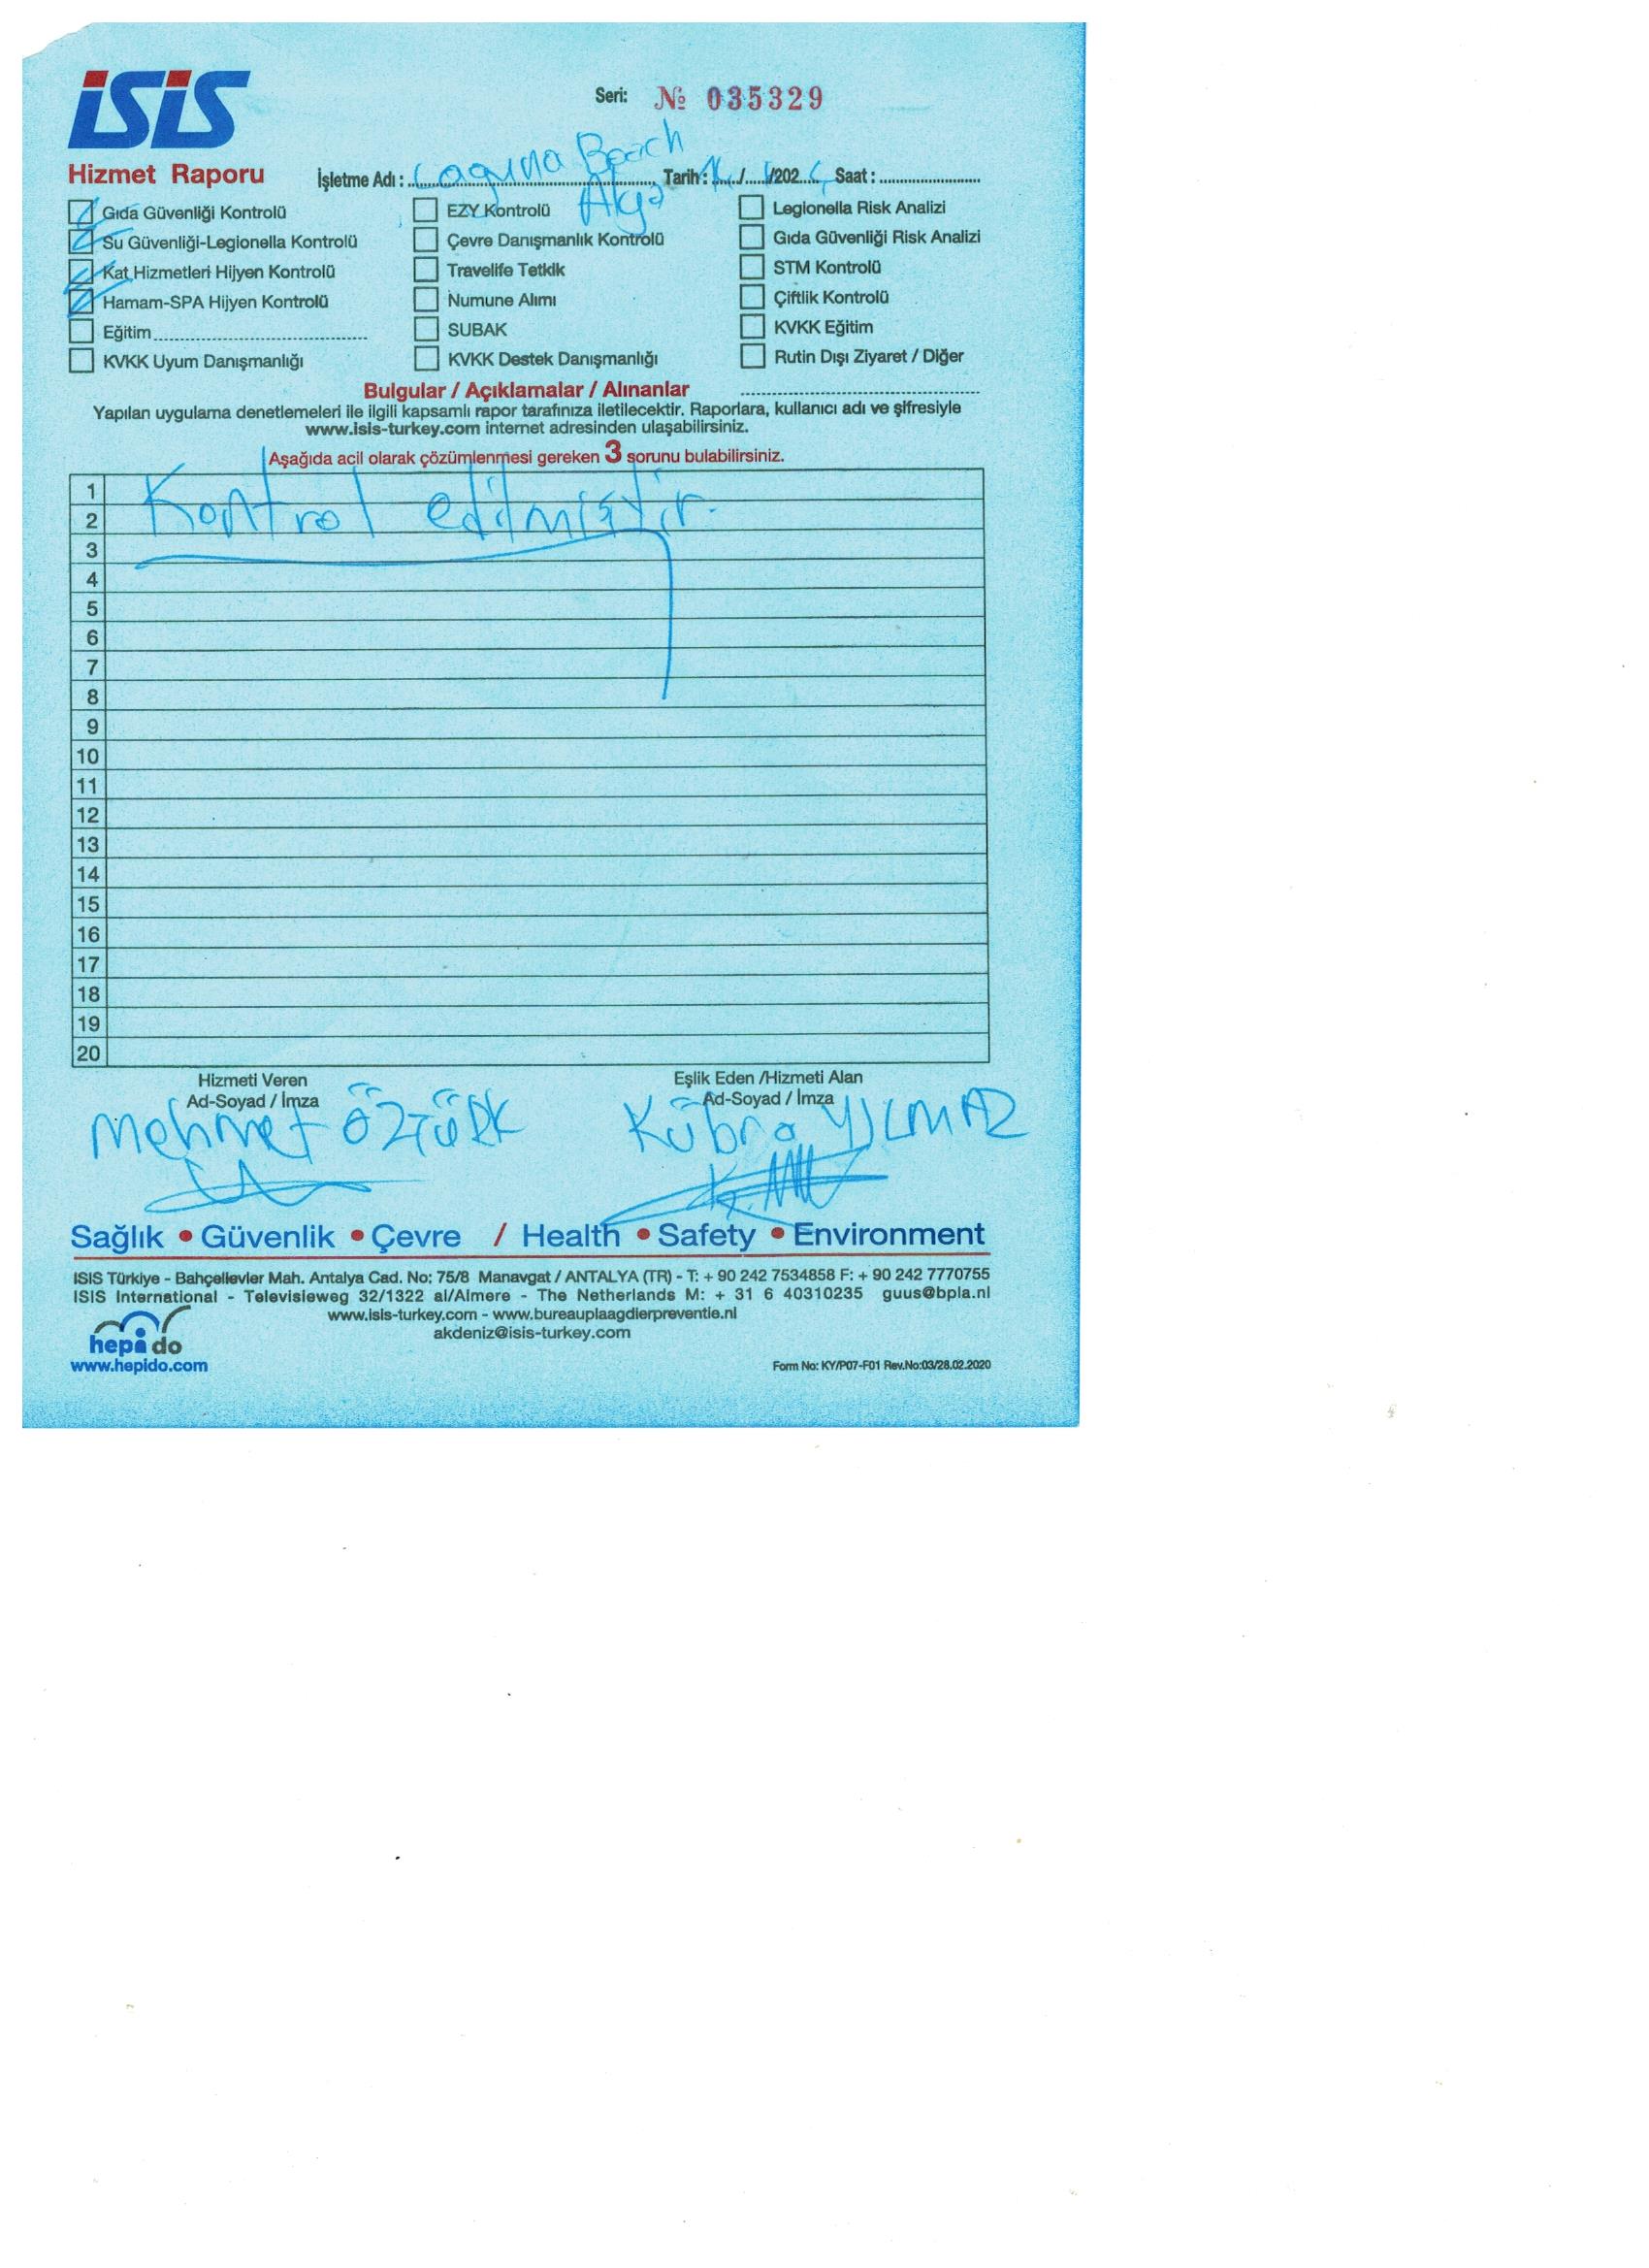 isis
Seri: № 035329
Hizmet Raporu
İşletme Adı : Laguna Beach Alya Tarih : ....../....../202.... Saat : ........................
Gıda Güvenliği Kontrolü
EZY Kontrolü
Legionella Risk Analizi
Su Güvenliği-Legionella Kontrolü
Çevre Danışmanlık Kontrolü
Gıda Güvenliği Risk Analizi
Kat Hizmetleri Hijyen Kontrolü
Travelife Tetkik
STM Kontrolü
Hamam-SPA Hijyen Kontrolü
Numune Alımı
Çiftlik Kontrolü
Eğitim
SUBAK
KVKK Eğitim
KVKK Uyum Danışmanlığı
KVKK Destek Danışmanlığı
Rutin Dışı Ziyaret / Diğer
Bulgular / Açıklamalar / Alınanlar
Yapılan uygulama denetlemeleri ile ilgili kapsamlı rapor tarafınıza iletilecektir. Raporlara, kullanıcı adı ve şifresiyle
www.isis-turkey.com internet adresinden ulaşabilirsiniz.
Aşağıda acil olarak çözümlenmesi gereken 3 sorunu bulabilirsiniz.
1
2 Kontrol edilmiştir.
3
4
5
6
7
8
9
10
11
12
13
14
15
16
17
18
19
20
Hizmeti Veren
Ad-Soyad / İmza
Mehmet ÖZTÜRK
Eşlik Eden /Hizmeti Alan
Ad-Soyad / İmza
Kübra YILMAZ
Sağlık • Güvenlik • Çevre / Health • Safety • Environment
ISIS Türkiye - Bahçelievler Mah. Antalya Cad. No: 75/8 Manavgat / ANTALYA (TR) - T: + 90 242 7534858 F: + 90 242 7770755
ISIS International - Televisieweg 32/1322 al/Almere - The Netherlands M: + 31 6 40310235 guus@bpla.nl
www.isis-turkey.com - www.bureauplaagdierpreventie.nl
akdeniz@isis-turkey.com
hepido
www.hepido.com
Form No: KY/P07-F01 Rev.No:03/28.02.2020